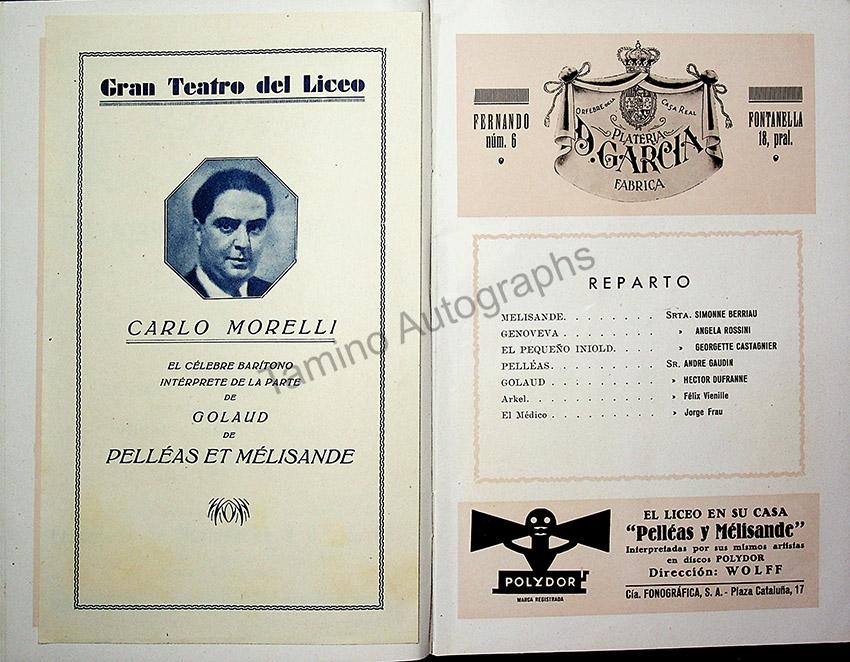 Gran Teatro del Liceo
CARLO MORELLI
EL CÉLEBRE BARÍTONO
INTÉRPRETE DE LA PARTE
DE
GOLAUD
DE
PELLÉAS ET MÉLISANDE
FERNANDO
núm. 6
ORFEBRE DE LA CASA REAL
PLATERIA
D. GARCIA
FABRICA
FONTANELLA
18, pral.
REPARTO
MELISANDE. . . . . . . . . SRTA. SIMONNE BERRIAU
GENOVEVA. . . . . . . . . » ANGELA ROSSINI
EL PEQUEÑO INIOLD. . . . . » GEORGETTE CASTAGNIER
PELLÉAS. . . . . . . . . . SR. ANDRE GAUDIN
GOLAUD . . . . . . . . . . » HECTOR DUFRANNE
Arkel. . . . . . . . . . . » Félix Vienille
El Médico . . . . . . . . . » Jorge Frau
POLYDOR
MARCA REGISTRADA
EL LICEO EN SU CASA
"Pelléas y Mélisande"
Interpretadas por sus mismos artistas
en discos POLYDOR
Dirección: WOLFF
Cía. FONOGRÁFICA, S. A. - Plaza Cataluña, 17
Tamino Autographs